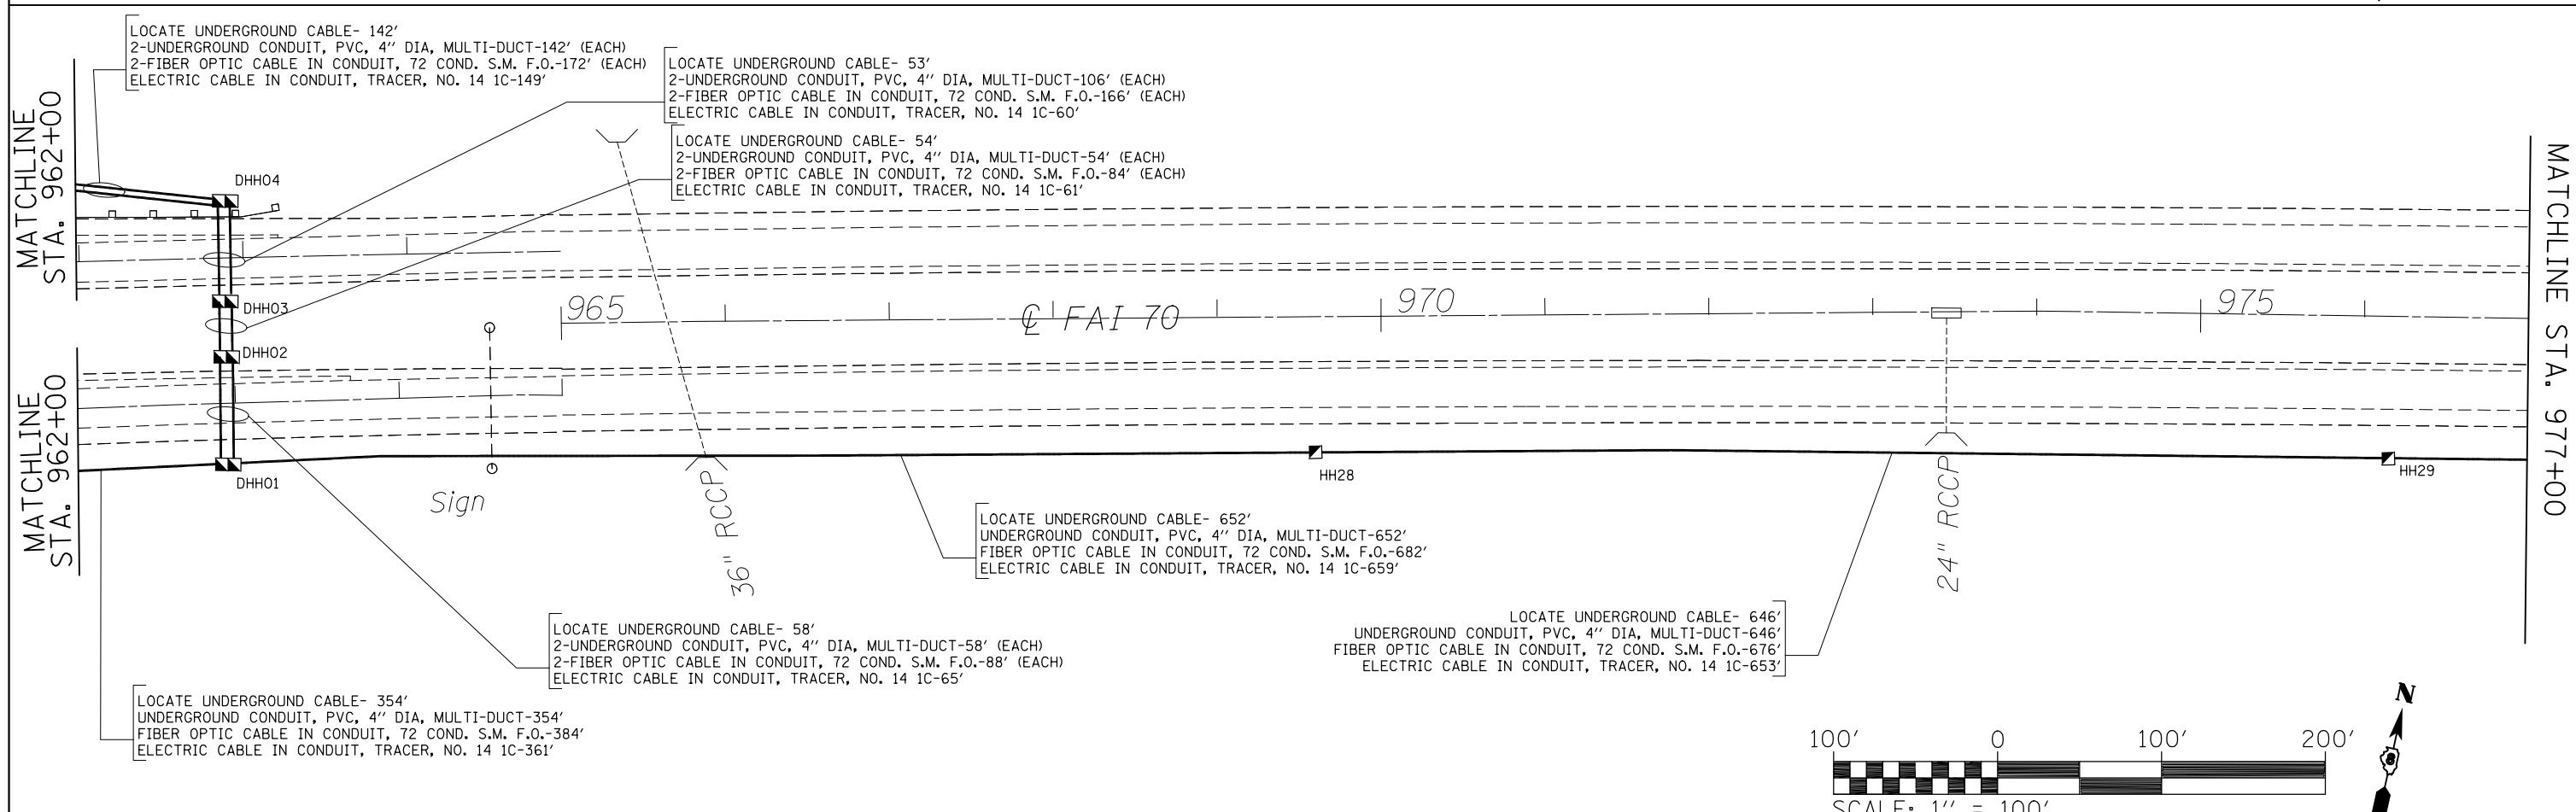 LOCATE UNDERGROUND CABLE- 142'
2-UNDERGROUND CONDUIT, PVC, 4'' DIA, MULTI-DUCT-142' (EACH)
2-FIBER OPTIC CABLE IN CONDUIT, 72 COND. S.M. F.O.-172' (EACH)
ELECTRIC CABLE IN CONDUIT, TRACER, NO. 14 1C-149'
LOCATE UNDERGROUND CABLE- 53'
2-UNDERGROUND CONDUIT, PVC, 4'' DIA, MULTI-DUCT-106' (EACH)
2-FIBER OPTIC CABLE IN CONDUIT, 72 COND. S.M. F.O.-166' (EACH)
ELECTRIC CABLE IN CONDUIT, TRACER, NO. 14 1C-60'
LOCATE UNDERGROUND CABLE- 54'
2-UNDERGROUND CONDUIT, PVC, 4'' DIA, MULTI-DUCT-54' (EACH)
2-FIBER OPTIC CABLE IN CONDUIT, 72 COND. S.M. F.O.-84' (EACH)
ELECTRIC CABLE IN CONDUIT, TRACER, NO. 14 1C-61'
MATCHLINE
STA. 962+00
DHH04
DHH03
DHH02
DHH01
965
℄ FAI 70
970
975
MATCHLINE STA. 977+00
MATCHLINE
STA. 962+00
Sign
36" RCCP
HH28
24" RCCP
HH29
LOCATE UNDERGROUND CABLE- 652'
UNDERGROUND CONDUIT, PVC, 4'' DIA, MULTI-DUCT-652'
FIBER OPTIC CABLE IN CONDUIT, 72 COND. S.M. F.O.-682'
ELECTRIC CABLE IN CONDUIT, TRACER, NO. 14 1C-659'
LOCATE UNDERGROUND CABLE- 58'
2-UNDERGROUND CONDUIT, PVC, 4'' DIA, MULTI-DUCT-58' (EACH)
2-FIBER OPTIC CABLE IN CONDUIT, 72 COND. S.M. F.O.-88' (EACH)
ELECTRIC CABLE IN CONDUIT, TRACER, NO. 14 1C-65'
LOCATE UNDERGROUND CABLE- 646'
UNDERGROUND CONDUIT, PVC, 4'' DIA, MULTI-DUCT-646'
FIBER OPTIC CABLE IN CONDUIT, 72 COND. S.M. F.O.-676'
ELECTRIC CABLE IN CONDUIT, TRACER, NO. 14 1C-653'
LOCATE UNDERGROUND CABLE- 354'
UNDERGROUND CONDUIT, PVC, 4'' DIA, MULTI-DUCT-354'
FIBER OPTIC CABLE IN CONDUIT, 72 COND. S.M. F.O.-384'
ELECTRIC CABLE IN CONDUIT, TRACER, NO. 14 1C-361'
N
100' 0 100' 200'
SCALE: 1'' = 100'